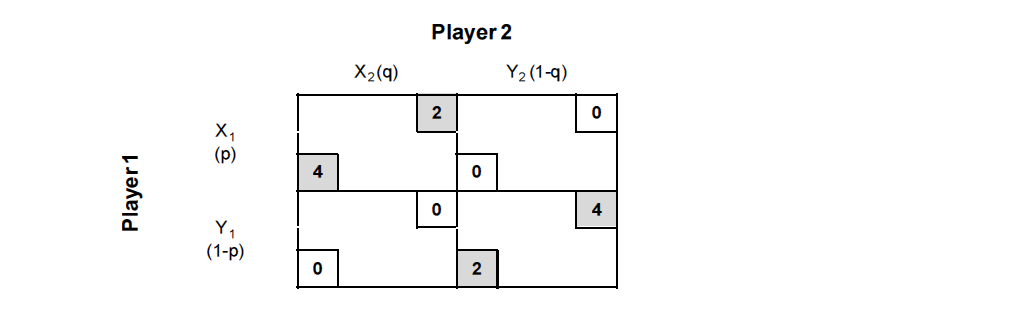 Player 2
X₂(q) Y₂(1-q)
2 0
X₁
(p)
4 0
Player 1
0 4
Y₁
(1-p)
0 2